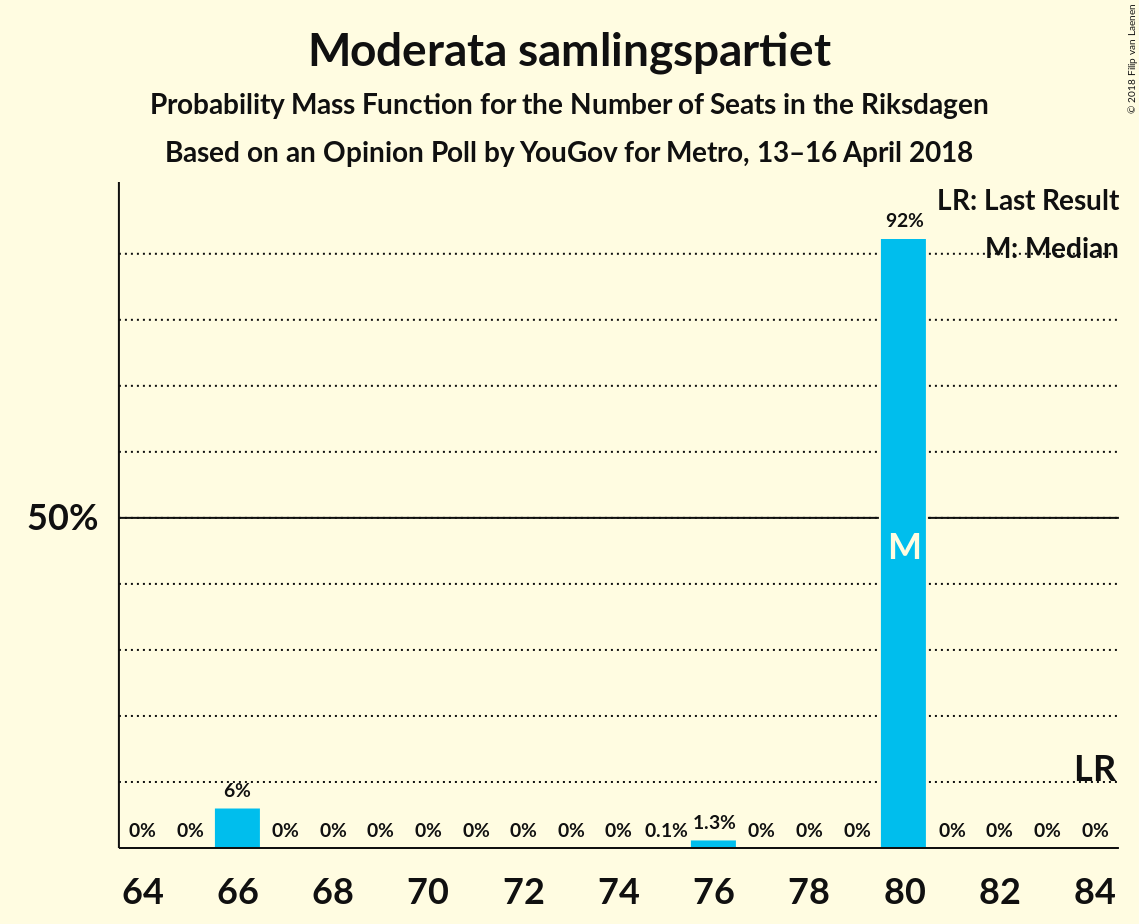 Moderata samlingspartiet
Probability Mass Function for the Number of Seats in the Riksdagen
Based on an Opinion Poll by YouGov for Metro, 13–16 April 2018
© 2018 Filip van Laenen
LR: Last Result
M: Median
92%
50%
M
LR
6%
0% 0% 0% 0% 0% 0% 0% 0% 0% 0% 0.1% 1.3% 0% 0% 0% 0% 0% 0% 0%
64 66 68 70 72 74 76 78 80 82 84